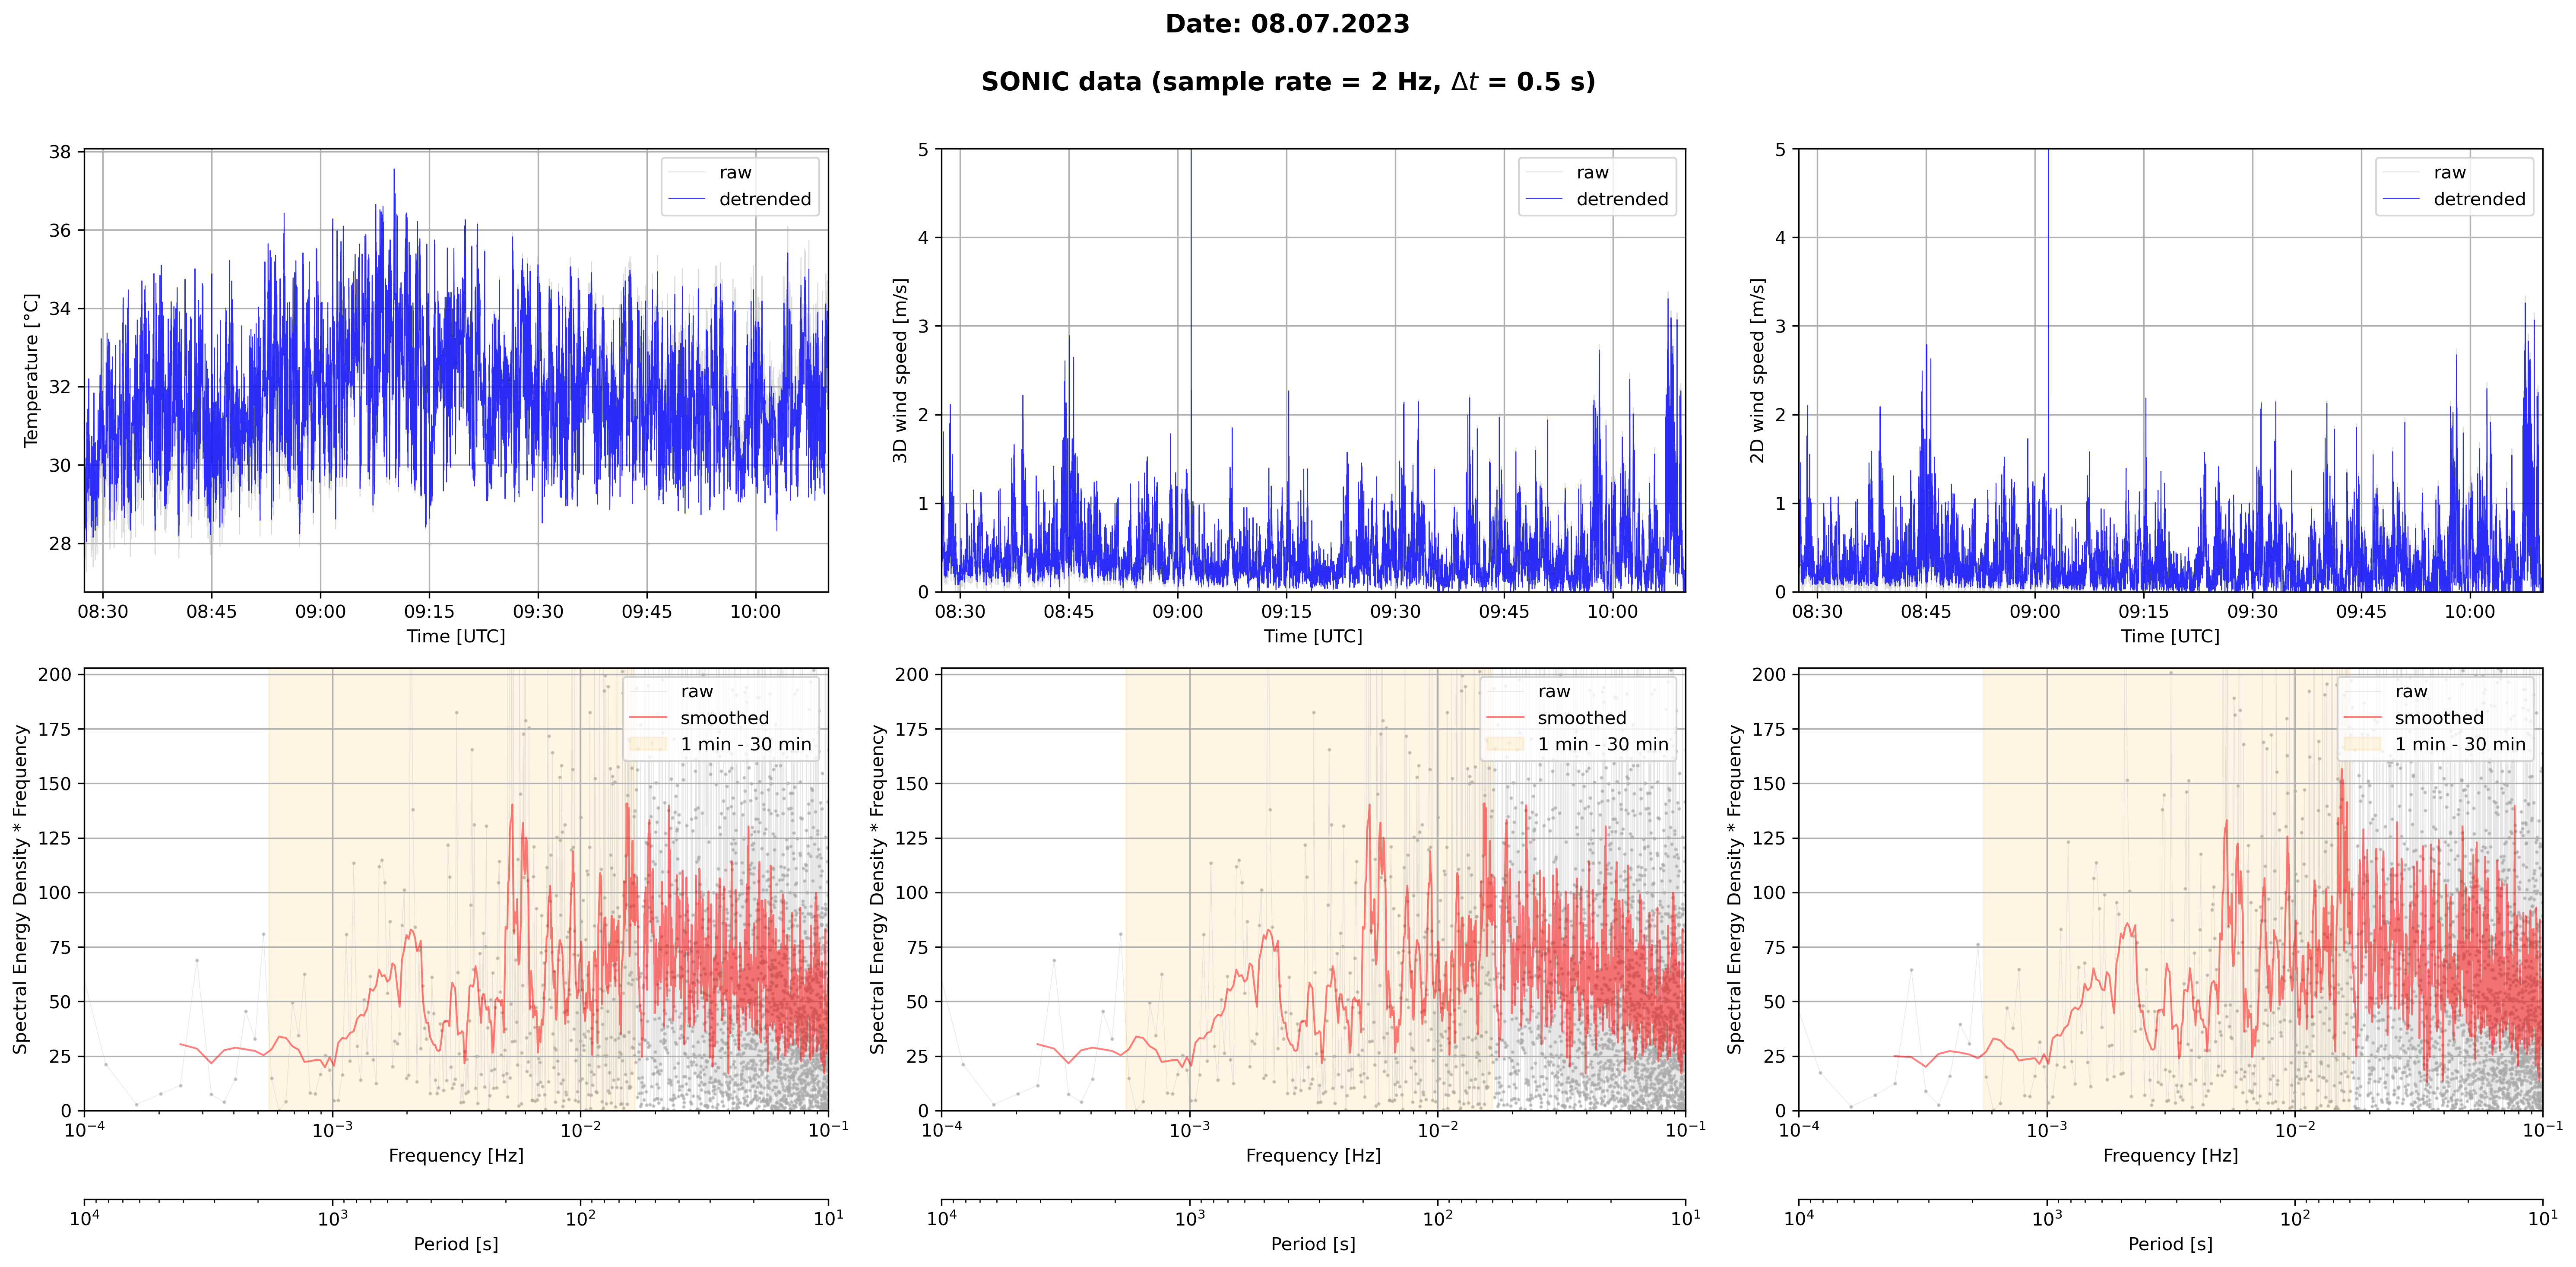 Date: 08.07.2023
SONIC data (sample rate = 2 Hz, Δt = 0.5 s)
38
36
34
32
30
28
Temperature [°C]
raw
detrended
08:30 08:45 09:00 09:15 09:30 09:45 10:00
Time [UTC]
5
4
3
2
1
0
3D wind speed [m/s]
raw
detrended
08:30 08:45 09:00 09:15 09:30 09:45 10:00
Time [UTC]
5
4
3
2
1
0
2D wind speed [m/s]
raw
detrended
08:30 08:45 09:00 09:15 09:30 09:45 10:00
Time [UTC]
200
175
150
125
100
75
50
25
0
Spectral Energy Density * Frequency
raw
smoothed
1 min - 30 min
10⁻⁴ 10⁻³ 10⁻² 10⁻¹
Frequency [Hz]
10⁴ 10³ 10² 10¹
Period [s]
200
175
150
125
100
75
50
25
0
Spectral Energy Density * Frequency
raw
smoothed
1 min - 30 min
10⁻⁴ 10⁻³ 10⁻² 10⁻¹
Frequency [Hz]
10⁴ 10³ 10² 10¹
Period [s]
200
175
150
125
100
75
50
25
0
Spectral Energy Density * Frequency
raw
smoothed
1 min - 30 min
10⁻⁴ 10⁻³ 10⁻² 10⁻¹
Frequency [Hz]
10⁴ 10³ 10² 10¹
Period [s]